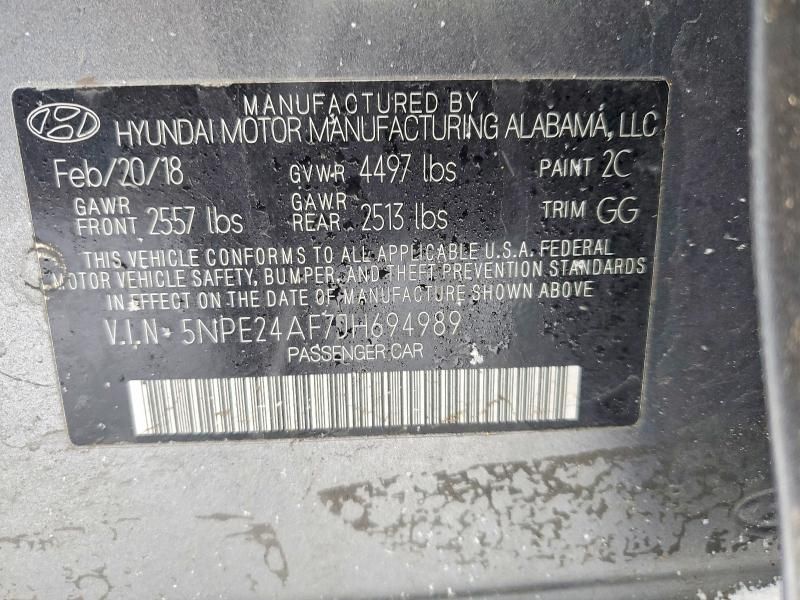 MANUFACTURED BY
HYUNDAI MOTOR MANUFACTURING ALABAMA, LLC
Feb/20/18 GVWR 4497 lbs PAINT 2C
GAWR FRONT 2557 lbs GAWR REAR 2513 lbs TRIM GG
THIS VEHICLE CONFORMS TO ALL APPLICABLE U.S.A. FEDERAL
MOTOR VEHICLE SAFETY, BUMPER, AND THEFT PREVENTION STANDARDS
IN EFFECT ON THE DATE OF MANUFACTURE SHOWN ABOVE.
V.I.N: 5NPE24AF7JH694989
PASSENGER CAR